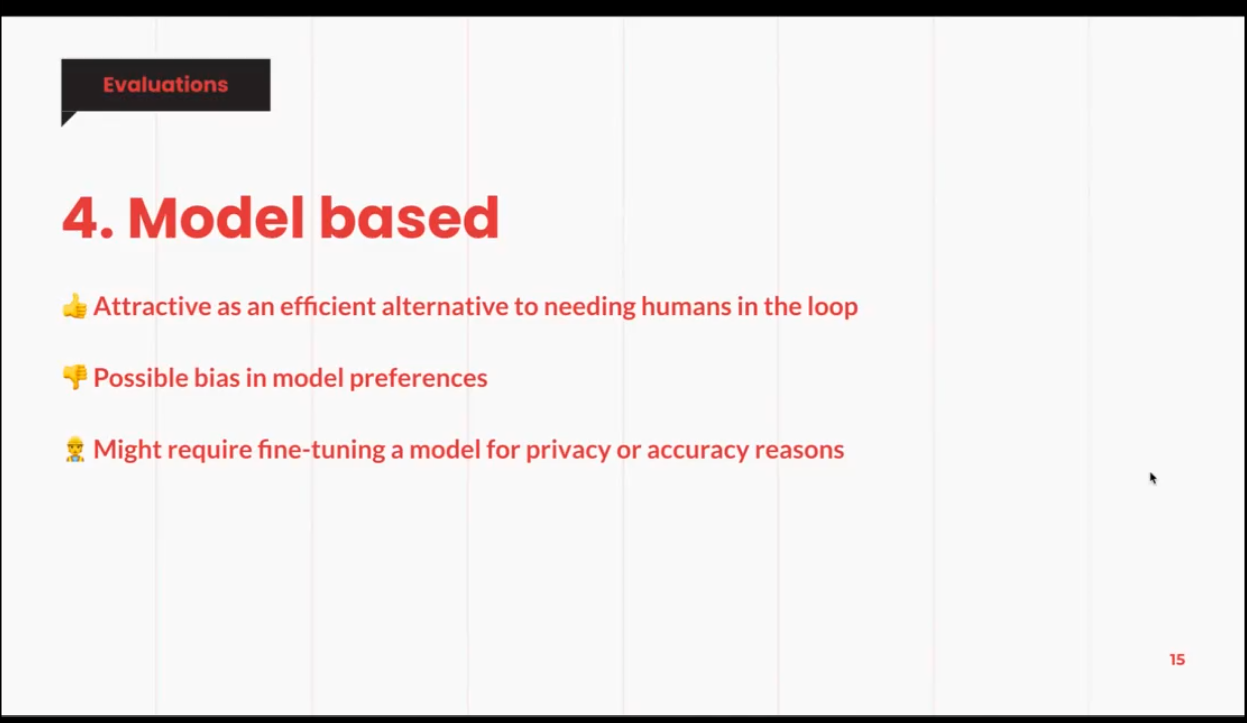 Evaluations
4. Model based
👍 Attractive as an efficient alternative to needing humans in the loop
👎 Possible bias in model preferences
👷 Might require fine-tuning a model for privacy or accuracy reasons
15